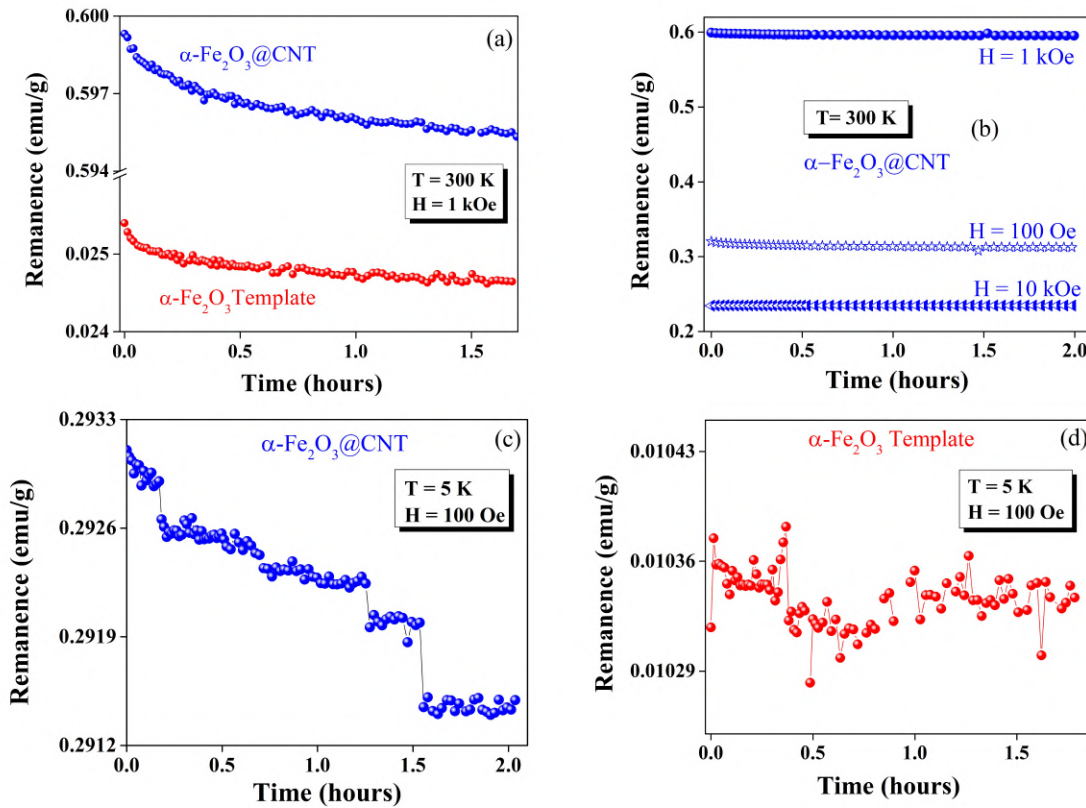 (a)
α-Fe₂O₃@CNT
T = 300 K
H = 1 kOe
α-Fe₂O₃Template
Remanence (emu/g)
0.600
0.597
0.594
0.025
0.024
0.0 0.5 1.0 1.5
Time (hours)
(b)
H = 1 kOe
T= 300 K
α−Fe₂O₃@CNT
H = 100 Oe
H = 10 kOe
Remanence (emu/g)
0.6
0.5
0.4
0.3
0.2
0.0 0.5 1.0 1.5 2.0
Time (hours)
(c)
α-Fe₂O₃@CNT
T = 5 K
H = 100 Oe
Remanence (emu/g)
0.2933
0.2926
0.2919
0.2912
0.0 0.5 1.0 1.5 2.0
Time (hours)
(d)
α-Fe₂O₃ Template
T = 5 K
H = 100 Oe
Remanence (emu/g)
0.01043
0.01036
0.01029
0.0 0.5 1.0 1.5
Time (hours)